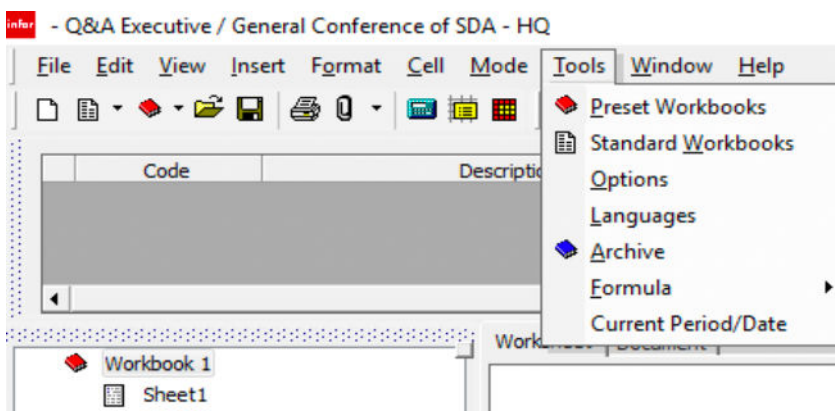 infor - Q&A Executive / General Conference of SDA - HQ
File Edit View Insert Format Cell Mode Tools Window Help
Preset Workbooks
Standard Workbooks
Code
Options
Languages
Archive
Formula
Current Period/Date
Workbook 1
Sheet1